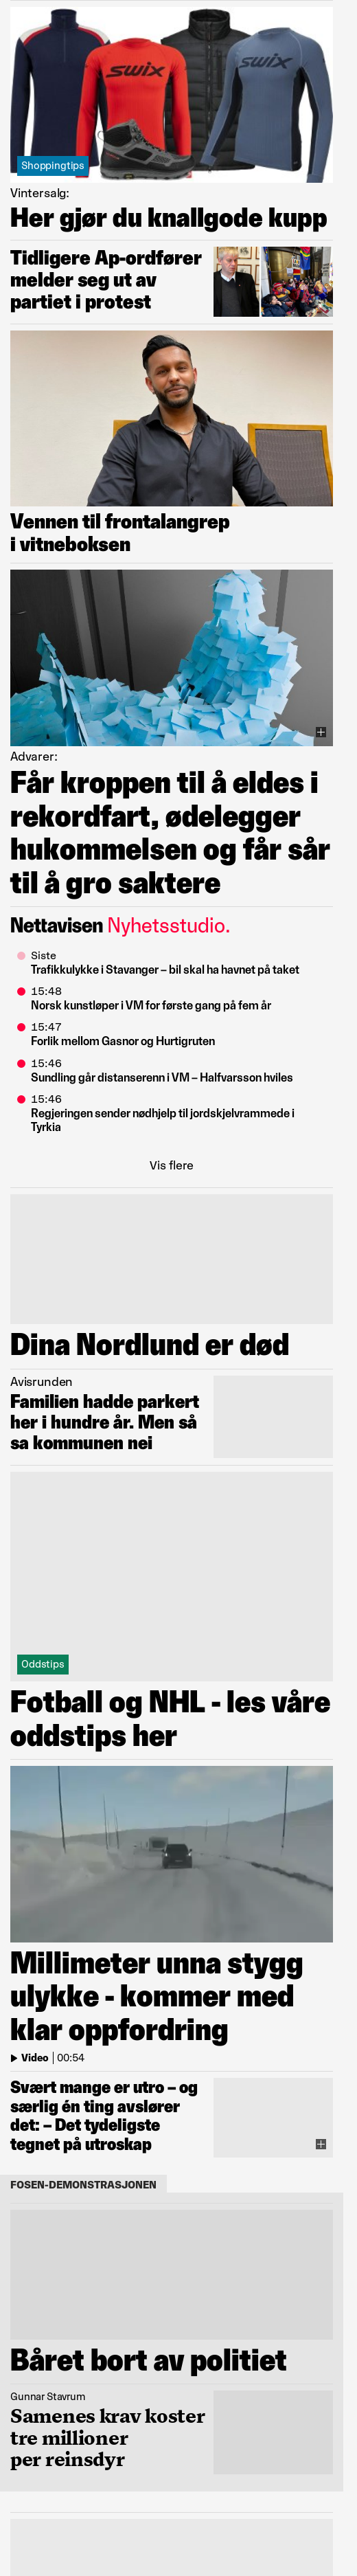 swix
swix
Shoppingtips
Vintersalg:
Her gjør du knallgode kupp
Tidligere Ap-ordfører
melder seg ut av
partiet i protest
Vennen til frontalangrep
i vitneboksen
Advarer:
Får kroppen til å eldes i
rekordfart, ødelegger
hukommelsen og får sår
til å gro saktere
Nettavisen Nyhetsstudio.
Siste
Trafikkulykke i Stavanger – bil skal ha havnet på taket
15:48
Norsk kunstløper i VM for første gang på fem år
15:47
Forlik mellom Gasnor og Hurtigruten
15:46
Sundling går distanserenn i VM – Halfvarsson hviles
15:46
Regjeringen sender nødhjelp til jordskjelvrammede i
Tyrkia
Vis flere
Dina Nordlund er død
Avisrunden
Familien hadde parkert
her i hundre år. Men så
sa kommunen nei
Oddstips
Fotball og NHL - les våre
oddstips her
Millimeter unna stygg
ulykke - kommer med
klar oppfordring
Video | 00:54
Svært mange er utro – og
særlig én ting avslører
det: – Det tydeligste
tegnet på utroskap
FOSEN-DEMONSTRASJONEN
Båret bort av politiet
Gunnar Stavrum
Samenes krav koster
tre millioner
per reinsdyr